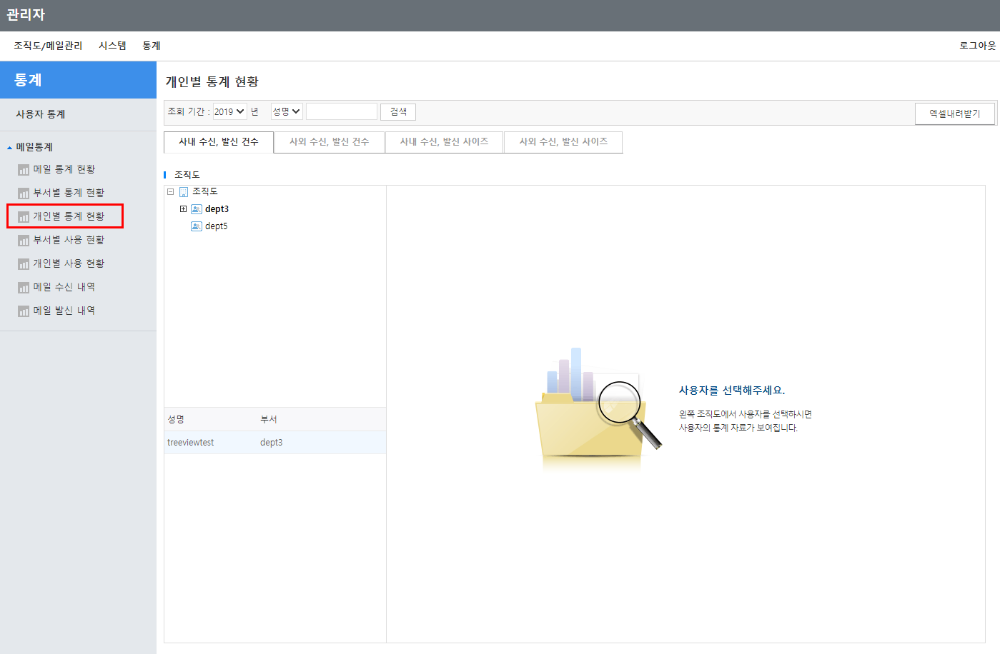 관리자
조직도/메일관리 시스템 통계 로그아웃
통계
사용자 통계
메일통계
메일 통계 현황
부서별 통계 현황
개인별 통계 현황
부서별 사용 현황
개인별 사용 현황
메일 수신 내역
메일 발신 내역
개인별 통계 현황
조회 기간 : 2019 년 성명 검색 엑셀내려받기
사내 수신, 발신 건수 사외 수신, 발신 건수 사내 수신, 발신 사이즈 사외 수신, 발신 사이즈
조직도
조직도
dept3
dept5
성명 부서
treeviewtest dept3
사용자를 선택해주세요.
왼쪽 조직도에서 사용자를 선택하시면
사용자의 통계 자료가 보여집니다.